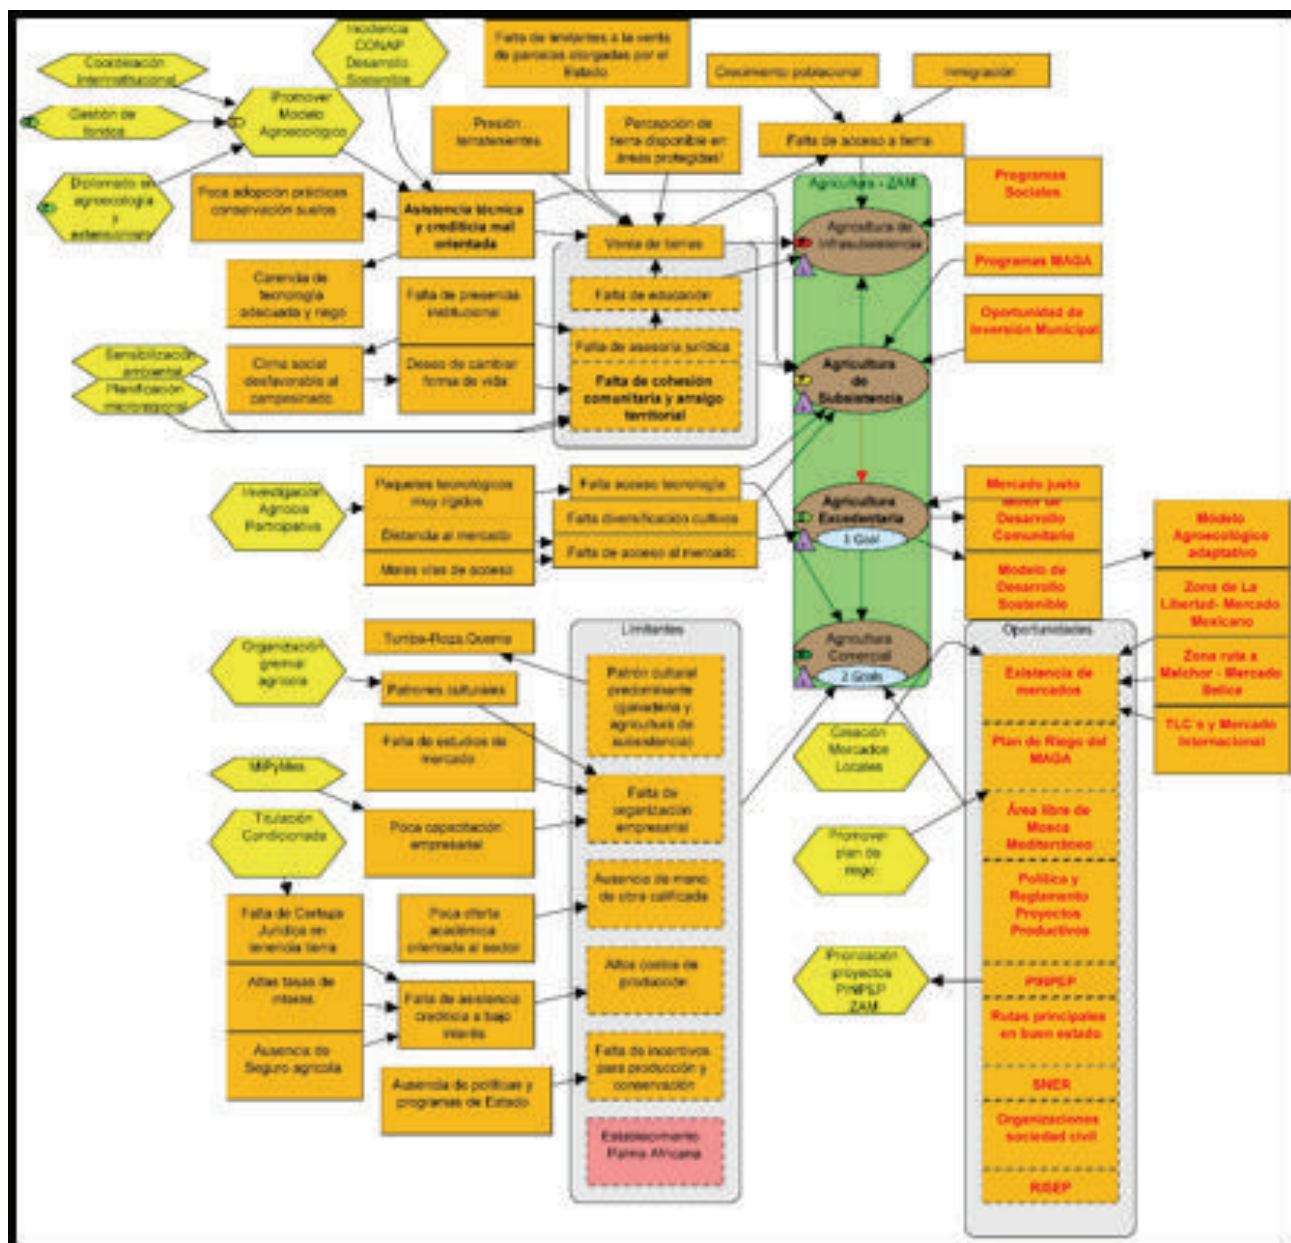 Coordinación
Interinstitucional
Gestión de
fondos
Diplomado en
agroecología
y
extensionista
Promover
Modelo
Agroecológico
Incidencia
CONAP
Desarrollo
Sostenible
Falta de limitantes a la venta
de parcelas otorgadas por el
Estado
Crecimiento poblacional
Inmigración
Presión
terratenientes
Percepción de
tierra disponible en
áreas protegidas
Falta de acceso a tierra
Poca adopción prácticas
conservación suelos
Asistencia técnica
y crediticia mal
orientada
Venta de tierras
Carencia de
tecnología
adecuada y riego
Falta de presencia
institucional
Falta de educación
Falta de asesoría jurídica
Clima social
desfavorable al
campesinado
Deseo de cambiar
forma de vida
Falta de cohesión
comunitaria y arraigo
territorial
Sensibilización
ambiental
Planificación
microregional
Agricultura - ZAM
Agricultura de
Infrasubsistencia
Agricultura
de
Subsistencia
Agricultura
Excedentaria
1 Goal
Agricultura
Comercial
2 Goals
Programas
Sociales
Programas MAGA
Oportunidad de
Inversión Municipal
Investigación
Agrícola
Participativa
Paquetes tecnológicos
muy rígidos
Distancia al mercado
Malas vías de acceso
Falta acceso tecnología
Falta diversificación cultivos
Falta de acceso al mercado
Mercado justo
Motor de
Desarrollo
Comunitario
Modelo de
Desarrollo
Sostenible
Módelo
Agroecológico
adaptativo
Zona de La
Libertad- Mercado
Mexicano
Zona ruta a
Melchor - Mercado
Belice
TLC´s y Mercado
Internacional
Organización
gremial
agrícola
MIPyMes
Titulación
Condicionada
Tumba-Roza,Quema
Patrones culturales
Falta de estudios de
mercado
Poca capacitación
empresarial
Falta de Certeza
Jurídica en
tenencia tierra
Altas tasas de
interes
Ausencia de
Seguro agrícola
Poca oferta
académica
orientada al sector
Falta de asistencia
crediticia a bajo
interés
Ausencia de políticas y
programas de Estado
Limitantes
Patrón cultural
predominante
(ganadería y
agricultura de
subsistencia)
Falta de
organización
empresarial
Ausencia de mano
de obra calificada
Altos costos de
producción
Falta de incentivos
para producción y
conservación
Establecimiento
Palma Africana
Creación
Mercados
Locales
Promover
plan de
riego
Priorización
proyectos
PINPEP
ZAM
Oportunidades
Existencia de
mercados
Plan de Riego del
MAGA
Área libre de
Mosca
Mediterráneo
Política y
Reglamento
Proyectos
Productivos
PINPEP
Rutas principales
en buen estado
SNER
Organizaciones
sociedad civil
RISEP